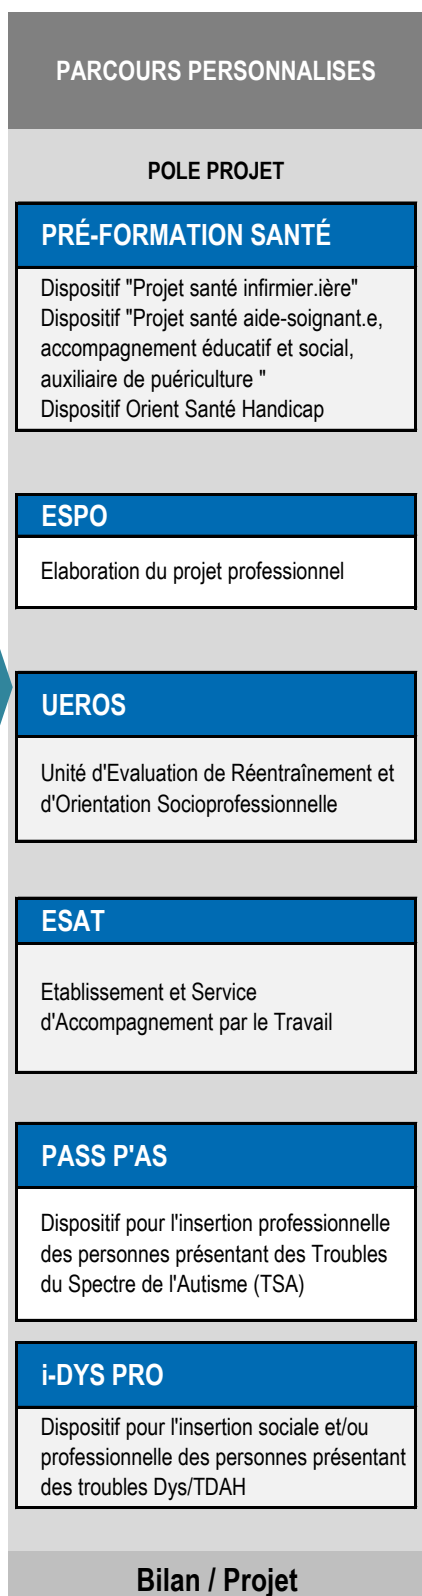 PARCOURS PERSONNALISES
POLE PROJET
PRÉ-FORMATION SANTÉ
Dispositif "Projet santé infirmier.ière"
Dispositif "Projet santé aide-soignant.e,
accompagnement éducatif et social,
auxiliaire de puériculture "
Dispositif Orient Santé Handicap
ESPO
Elaboration du projet professionnel
UEROS
Unité d'Evaluation de Réentraînement et
d'Orientation Socioprofessionnelle
ESAT
Etablissement et Service
d'Accompagnement par le Travail
PASS P'AS
Dispositif pour l'insertion professionnelle
des personnes présentant des Troubles
du Spectre de l'Autisme (TSA)
i-DYS PRO
Dispositif pour l'insertion sociale et/ou
professionnelle des personnes présentant
des troubles Dys/TDAH
Bilan / Projet